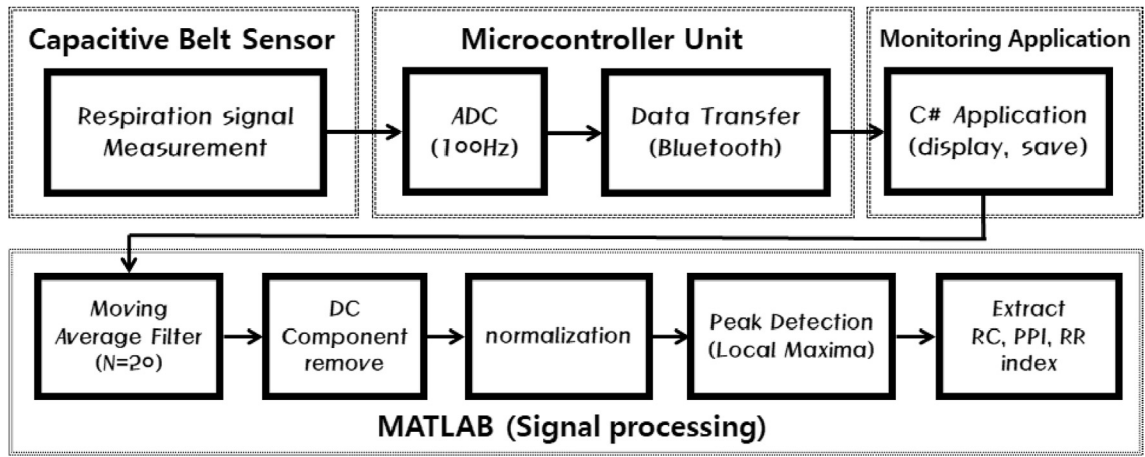 Capacitive Belt Sensor
Respiration signal
Measurement
Microcontroller Unit
ADC
(100Hz)
Data Transfer
(Bluetooth)
Monitoring Application
C# Application
(display, save)
Moving
Average Filter
(N=20)
DC
Component
remove
normalization
Peak Detection
(Local Maxima)
Extract
RC, PPI, RR
index
MATLAB (Signal processing)